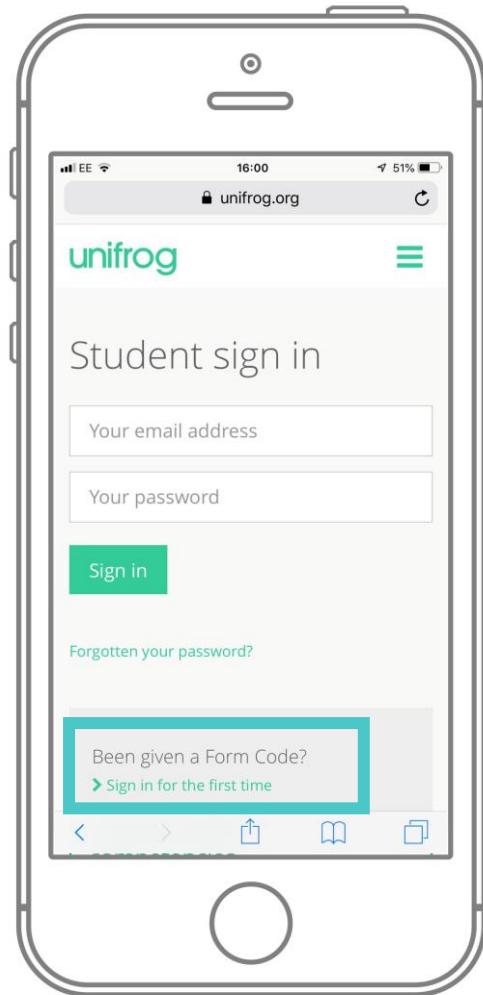 EE 16:00 51%
unifrog.org
unifrog
Student sign in
Your email address
Your password
Sign in
Forgotten your password?
Been given a Form Code?
Sign in for the first time